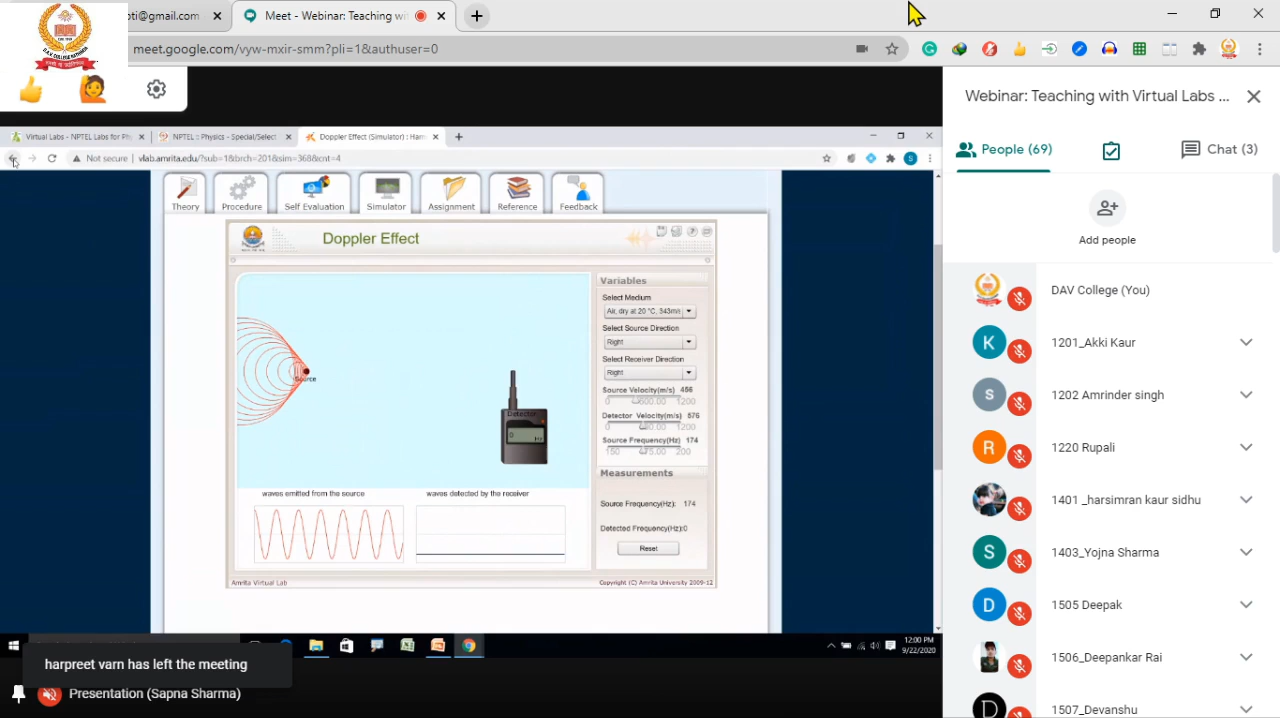 oti@gmail.com
Meet - Webinar: Teaching with
meet.google.com/vyw-mxir-smm?pli=1&authuser=0
Webinar: Teaching with Virtual Labs ...
People (69)
Chat (3)
Add people
DAV College (You)
K
1201_Akki Kaur
s
1202 Amrinder singh
R
1220 Rupali
1401 _harsimran kaur sidhu
S
1403_Yojna Sharma
D
1505 Deepak
1506_Deepankar Rai
D
1507_Devanshu
Virtual Labs - NPTEL Labs for Ph
NPTEL :: Physics - Special/Select
Doppler Effect (Simulator) : Harm
Not secure
vlab.amrita.edu/?sub=1&brch=201&sim=368&cnt=4
S
Theory
Procedure
Self Evaluation
Simulator
Assignment
Reference
Feedback
Doppler Effect
Source
Detector
0
Hz
Variables
Select Medium
Air, dry at 20 °C, 343m/s
Select Source Direction
Right
Select Receiver Direction
Right
Source Velocity(m/s) 456
0 600.00 1200
Detector Velocity(m/s) 576
0 1200
Source Frequency(Hz) 174
150 200
Measurements
Source Frequency(Hz): 174
Detected Frequency(Hz):0
Reset
waves emitted from the source
waves detected by the receiver
Amrita Virtual Lab
Copyright (C) Amrita University 2009-12
12:00 PM
9/22/2020
harpreet varn has left the meeting
Presentation (Sapna Sharma)